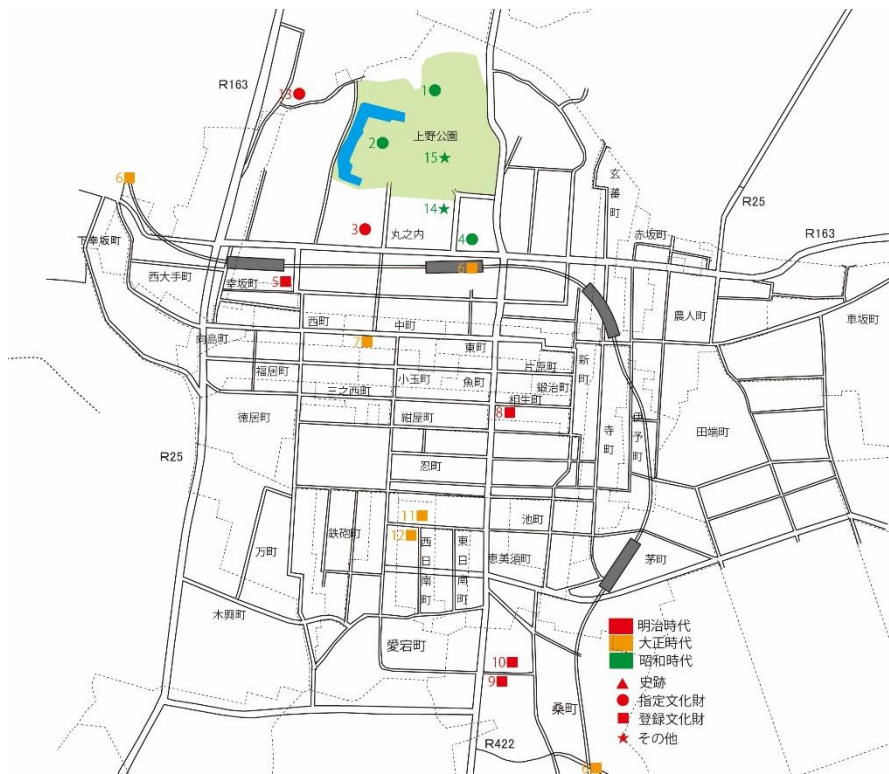 R163
13
1
上野公園
2
15
6
玄蕃町
R25
14
3
丸之内
4
赤坂町
R163
下幸坂町
西大手町
幸坂町
5
6
農人町
車坂町
西町
中町
向島町
7
東町
新町
片原町
福居町
小玉町
魚町
鍛治町
三之西町
相生町
徳居町
紺屋町
8
寺町
伊予町
田端町
R25
忍町
11
池町
鉄砲町
12
西日南町
東日南町
恵美須町
万町
茅町
木興町
愛宕町
10
9
桑町
R422
明治時代
大正時代
昭和時代
史跡
指定文化財
登録文化財
その他